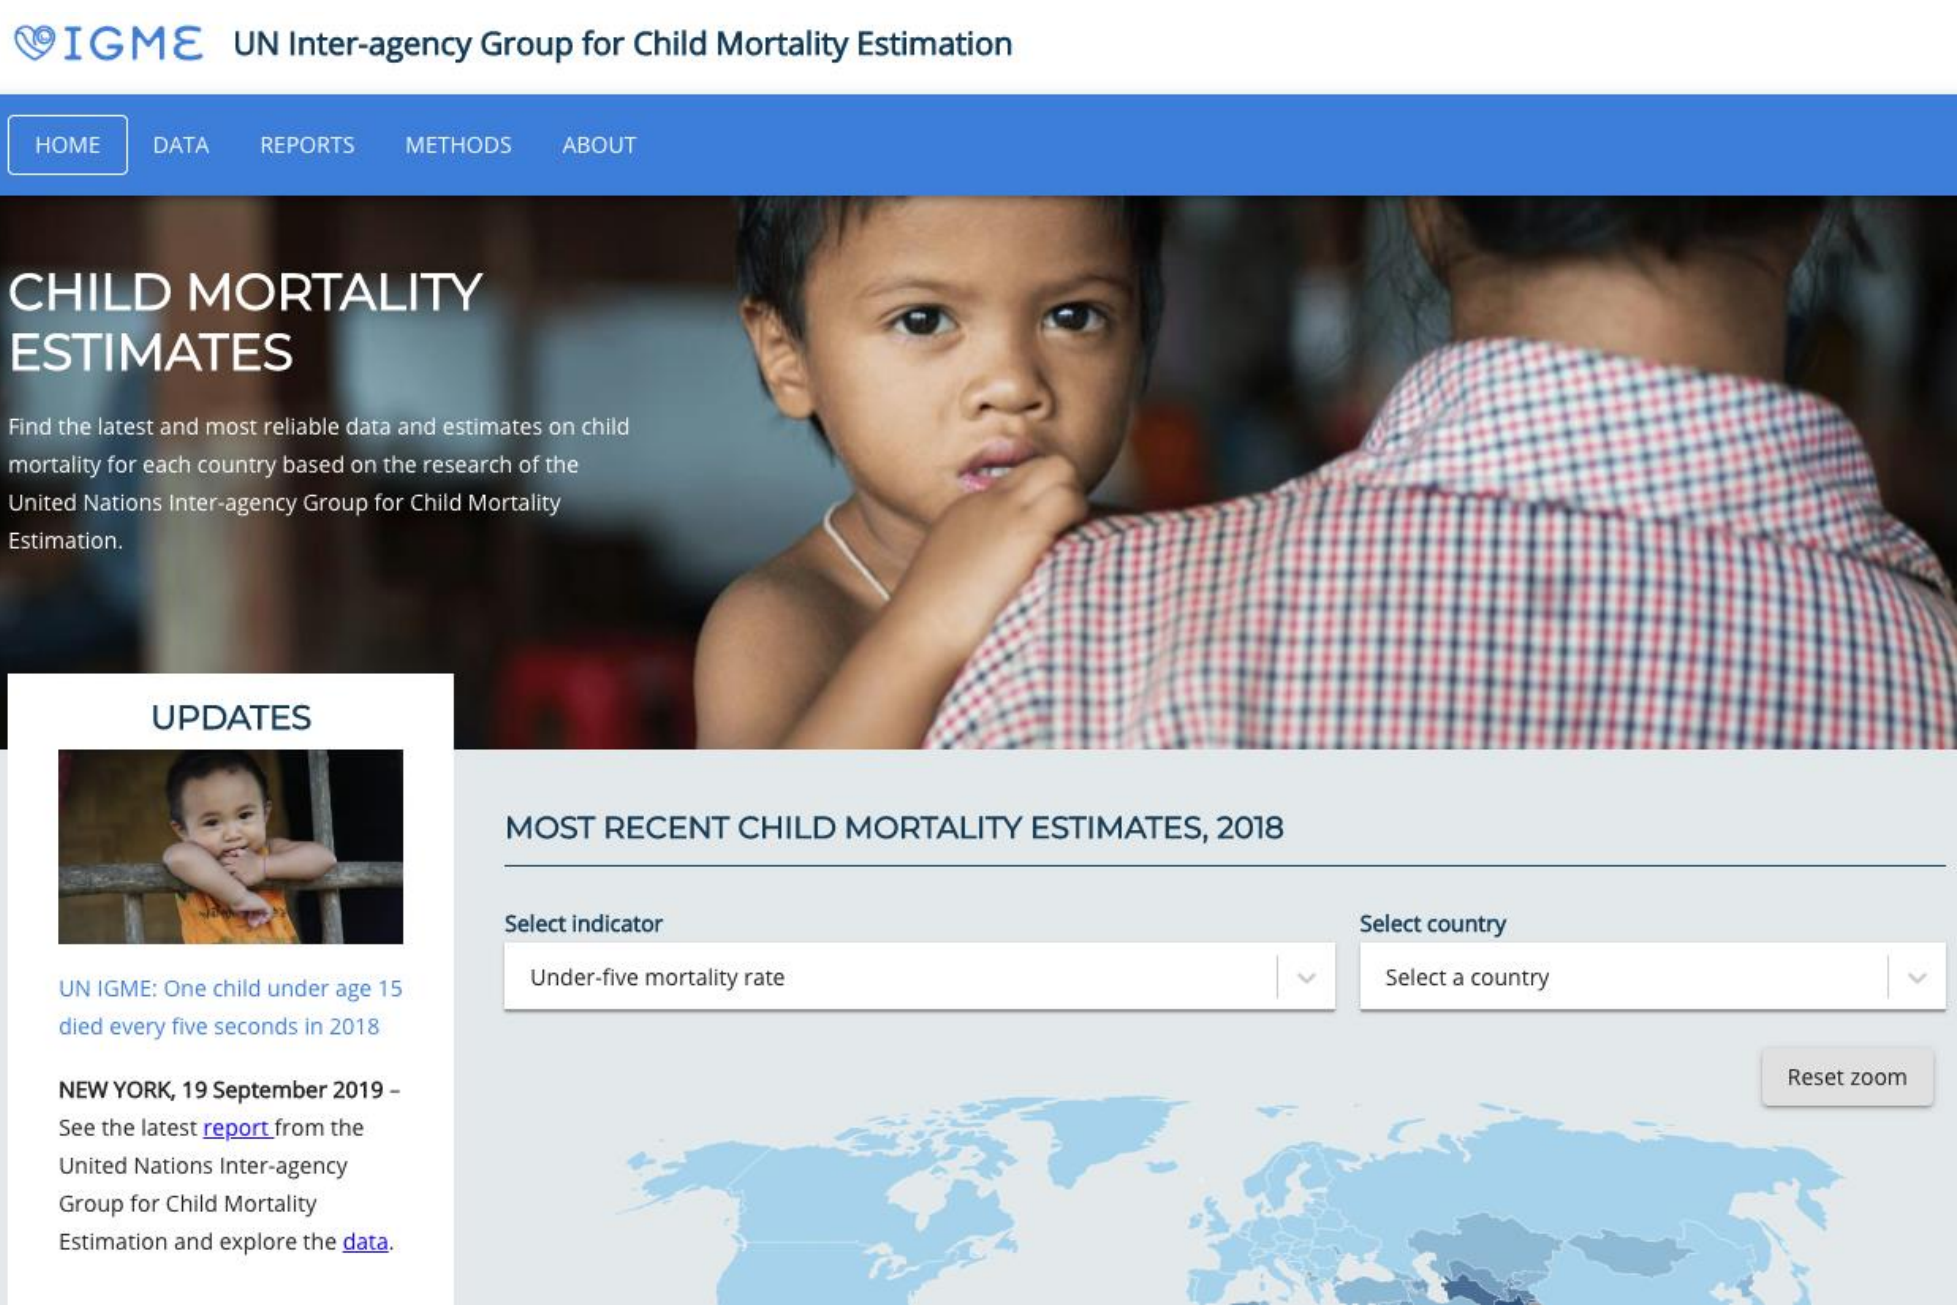 IGME UN Inter-agency Group for Child Mortality Estimation
HOME DATA REPORTS METHODS ABOUT
CHILD MORTALITY
ESTIMATES
Find the latest and most reliable data and estimates on child
mortality for each country based on the research of the
United Nations Inter-agency Group for Child Mortality
Estimation.
UPDATES
UN IGME: One child under age 15
died every five seconds in 2018
NEW YORK, 19 September 2019 –
See the latest report from the
United Nations Inter-agency
Group for Child Mortality
Estimation and explore the data.
MOST RECENT CHILD MORTALITY ESTIMATES, 2018
Select indicator
Under-five mortality rate
Select country
Select a country
Reset zoom